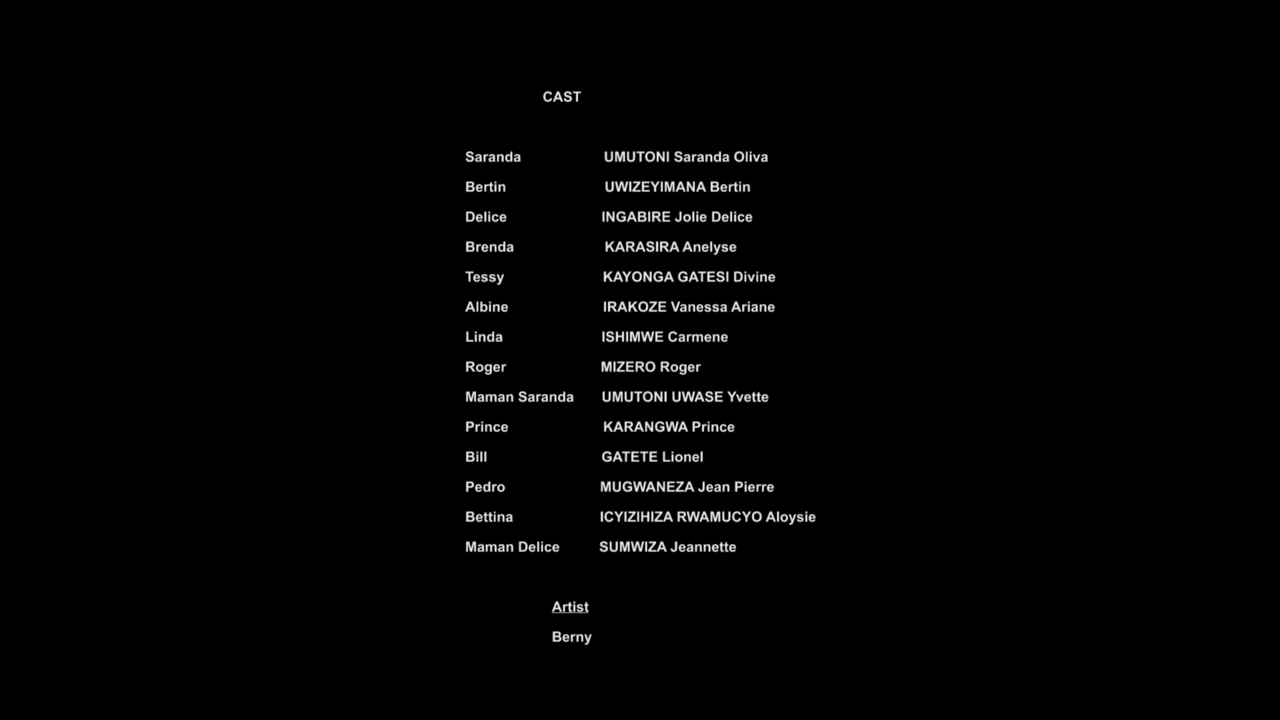 CAST
Saranda UMUTONI Saranda Oliva
Bertin UWIZEYIMANA Bertin
Delice INGABIRE Jolie Delice
Brenda KARASIRA Anelyse
Tessy KAYONGA GATESI Divine
Albine IRAKOZE Vanessa Ariane
Linda ISHIMWE Carmene
Roger MIZERO Roger
Maman Saranda UMUTONI UWASE Yvette
Prince KARANGWA Prince
Bill GATETE Lionel
Pedro MUGWANEZA Jean Pierre
Bettina ICYIZIHIZA RWAMUCYO Aloysie
Maman Delice SUMWIZA Jeannette
Artist
Berny